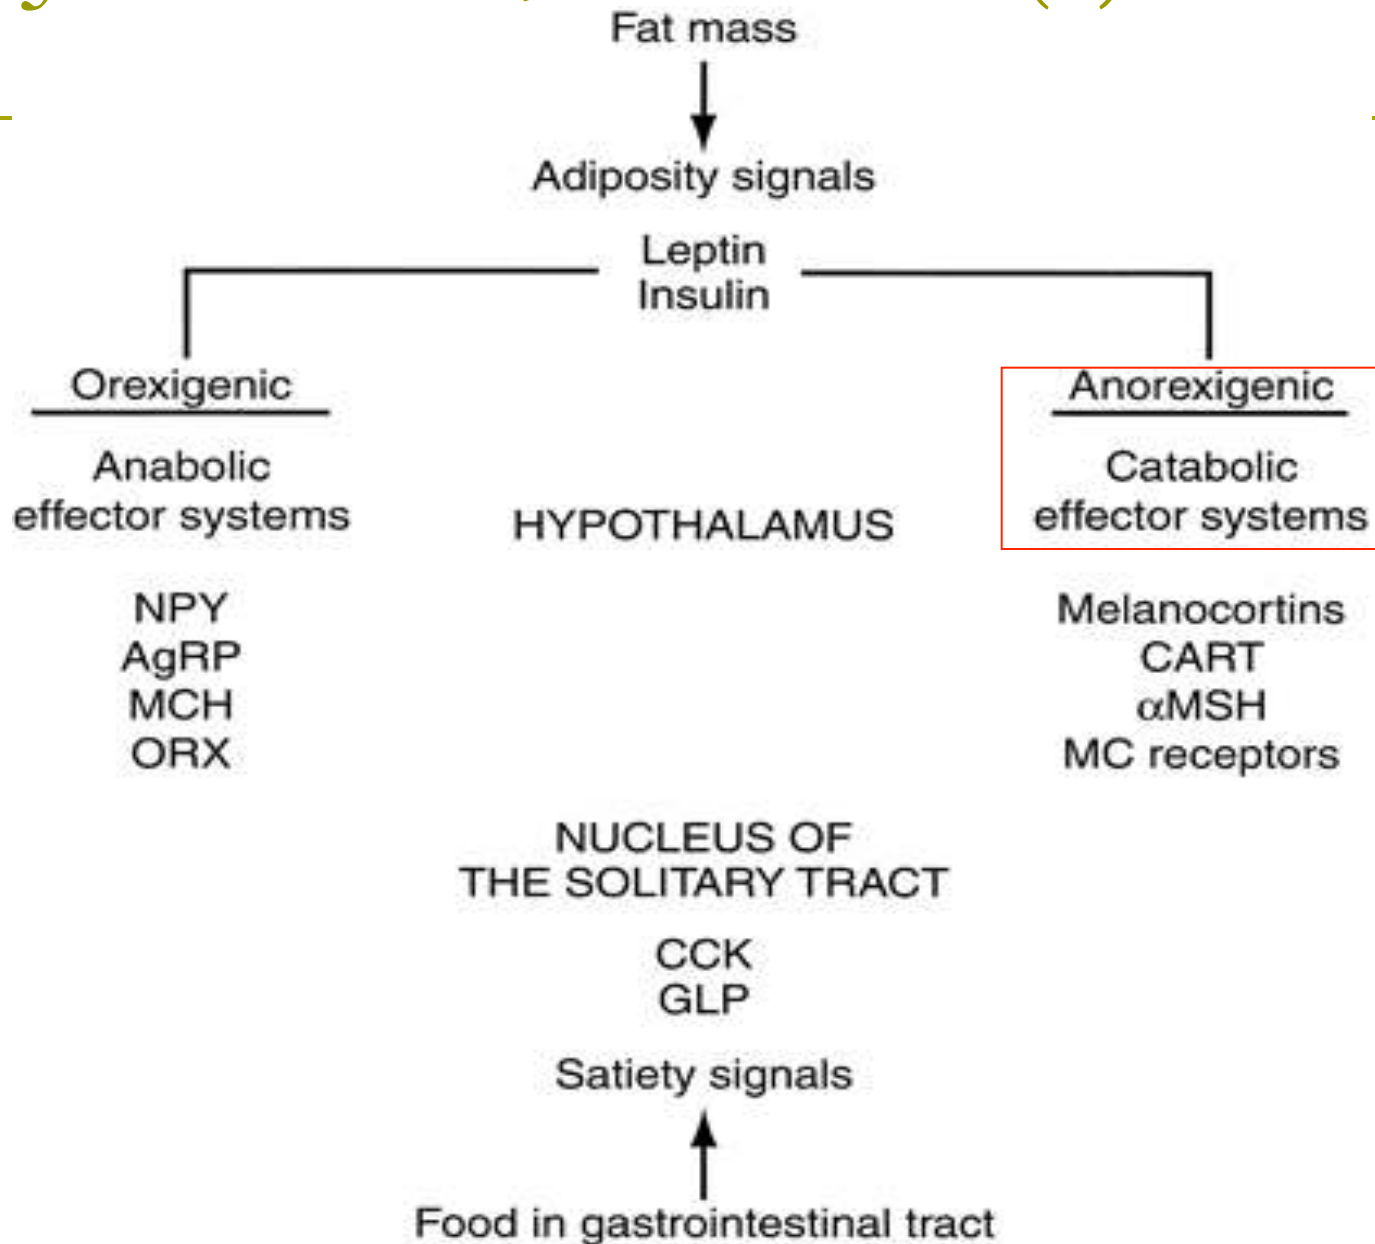 Fat mass
Adiposity signals
Leptin
Insulin
Orexigenic
Anabolic
effector systems
NPY
AgRP
MCH
ORX
HYPOTHALAMUS
Anorexigenic
Catabolic
effector systems
Melanocortins
CART
αMSH
MC receptors
NUCLEUS OF
THE SOLITARY TRACT
CCK
GLP
Satiety signals
Food in gastrointestinal tract